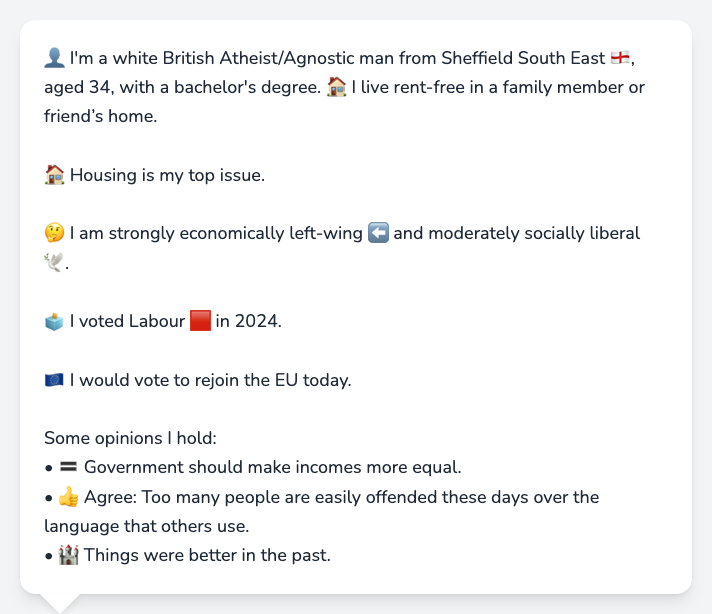 👤 I'm a white British Atheist/Agnostic man from Sheffield South East 🏴󠁧󠁢󠁥󠁮󠁧󠁿,
aged 34, with a bachelor's degree. 🏠 I live rent-free in a family member or
friend’s home.
🏠 Housing is my top issue.
🤔 I am strongly economically left-wing ⬅️ and moderately socially liberal
🕊️.
🗳️ I voted Labour 🟥 in 2024.
🇪🇺 I would vote to rejoin the EU today.
Some opinions I hold:
• 🟰 Government should make incomes more equal.
• 👍 Agree: Too many people are easily offended these days over the
language that others use.
• 🏰 Things were better in the past.